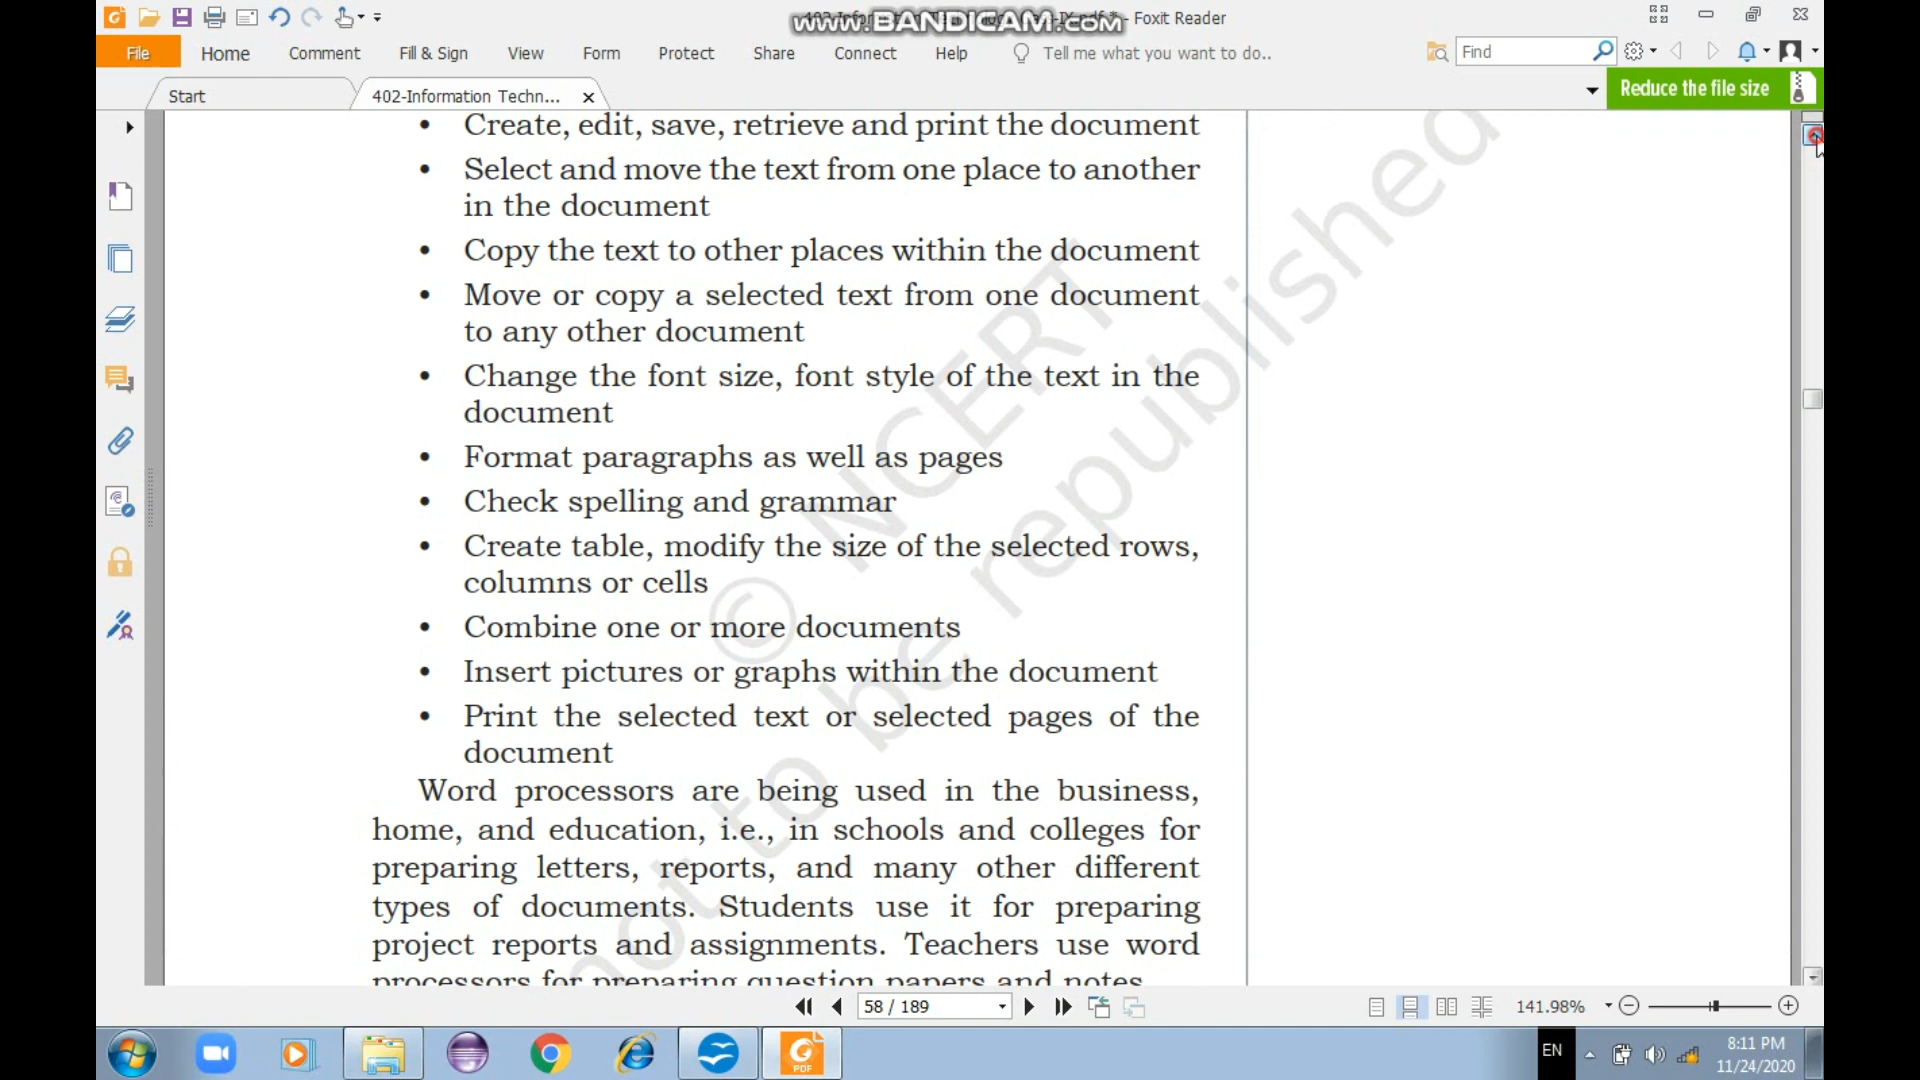 www.BANDICAM.com
- Foxit Reader
File Home Comment Fill & Sign View Form Protect Share Connect Help Tell me what you want to do.. Find
Start 402-Information Techn... Reduce the file size
• Create, edit, save, retrieve and print the document
• Select and move the text from one place to another
in the document
• Copy the text to other places within the document
• Move or copy a selected text from one document
to any other document
• Change the font size, font style of the text in the
document
• Format paragraphs as well as pages
• Check spelling and grammar
• Create table, modify the size of the selected rows,
columns or cells
• Combine one or more documents
• Insert pictures or graphs within the document
• Print the selected text or selected pages of the
document
Word processors are being used in the business,
home, and education, i.e., in schools and colleges for
preparing letters, reports, and many other different
types of documents. Students use it for preparing
project reports and assignments. Teachers use word
processors for preparing question papers and notes.
© NCERT
not to be republished
58 / 189 141.98%
PDF
EN 8:11 PM
11/24/2020